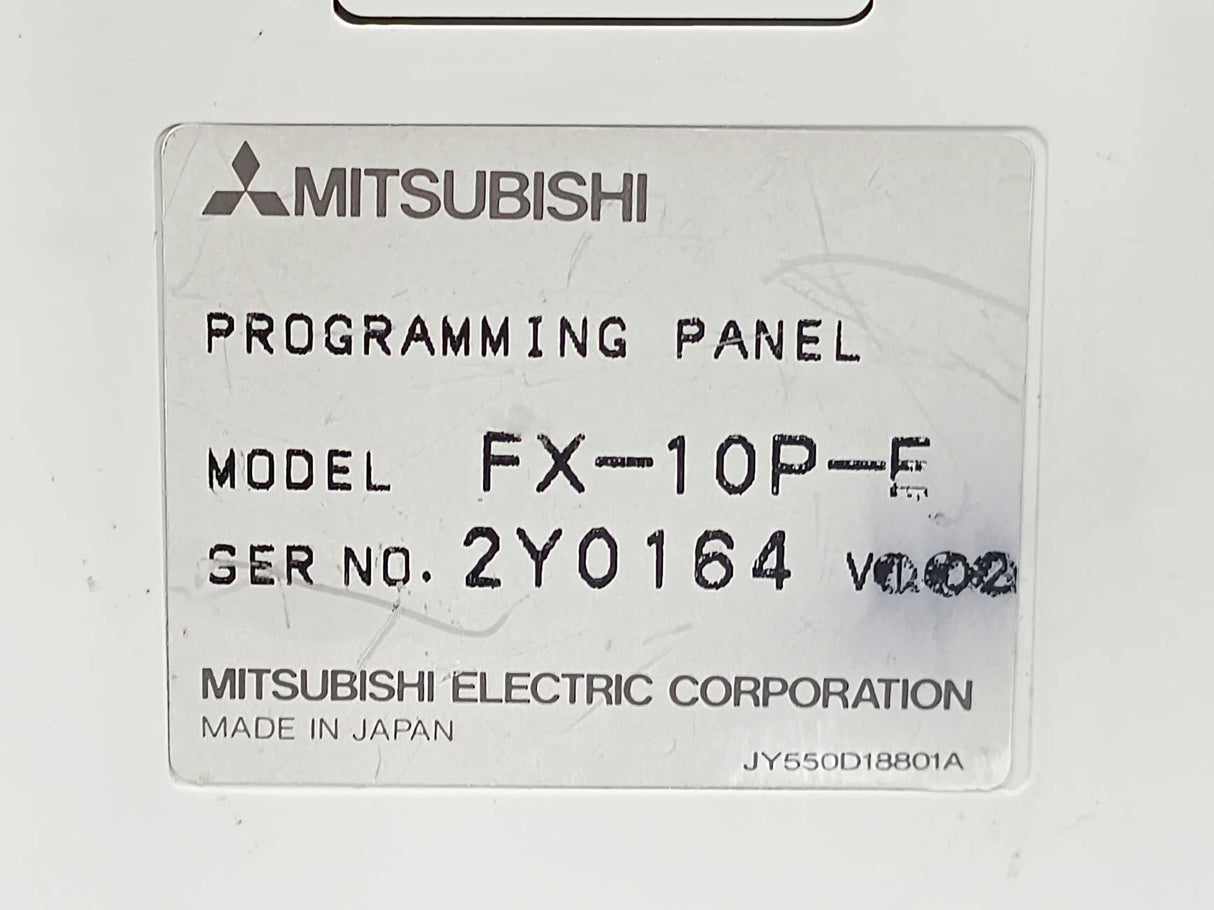 MITSUBISHI
PROGRAMMING PANEL
MODEL FX-10P-E
SER NO. 2Y0164
MITSUBISHI ELECTRIC CORPORATION
MADE IN JAPAN
JY550D18801A